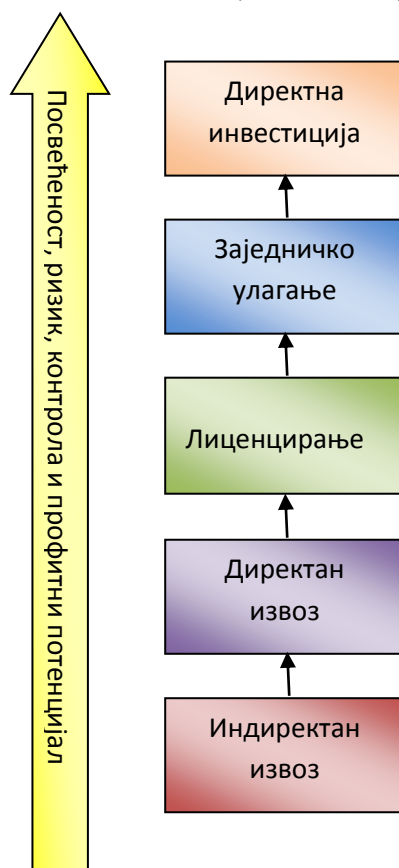 Посвећеност, ризик, контрола и профитни потенцијал
Директна
инвестиција
Заједничко
улагање
Лиценцирање
Директан
извоз
Индиректан
извоз